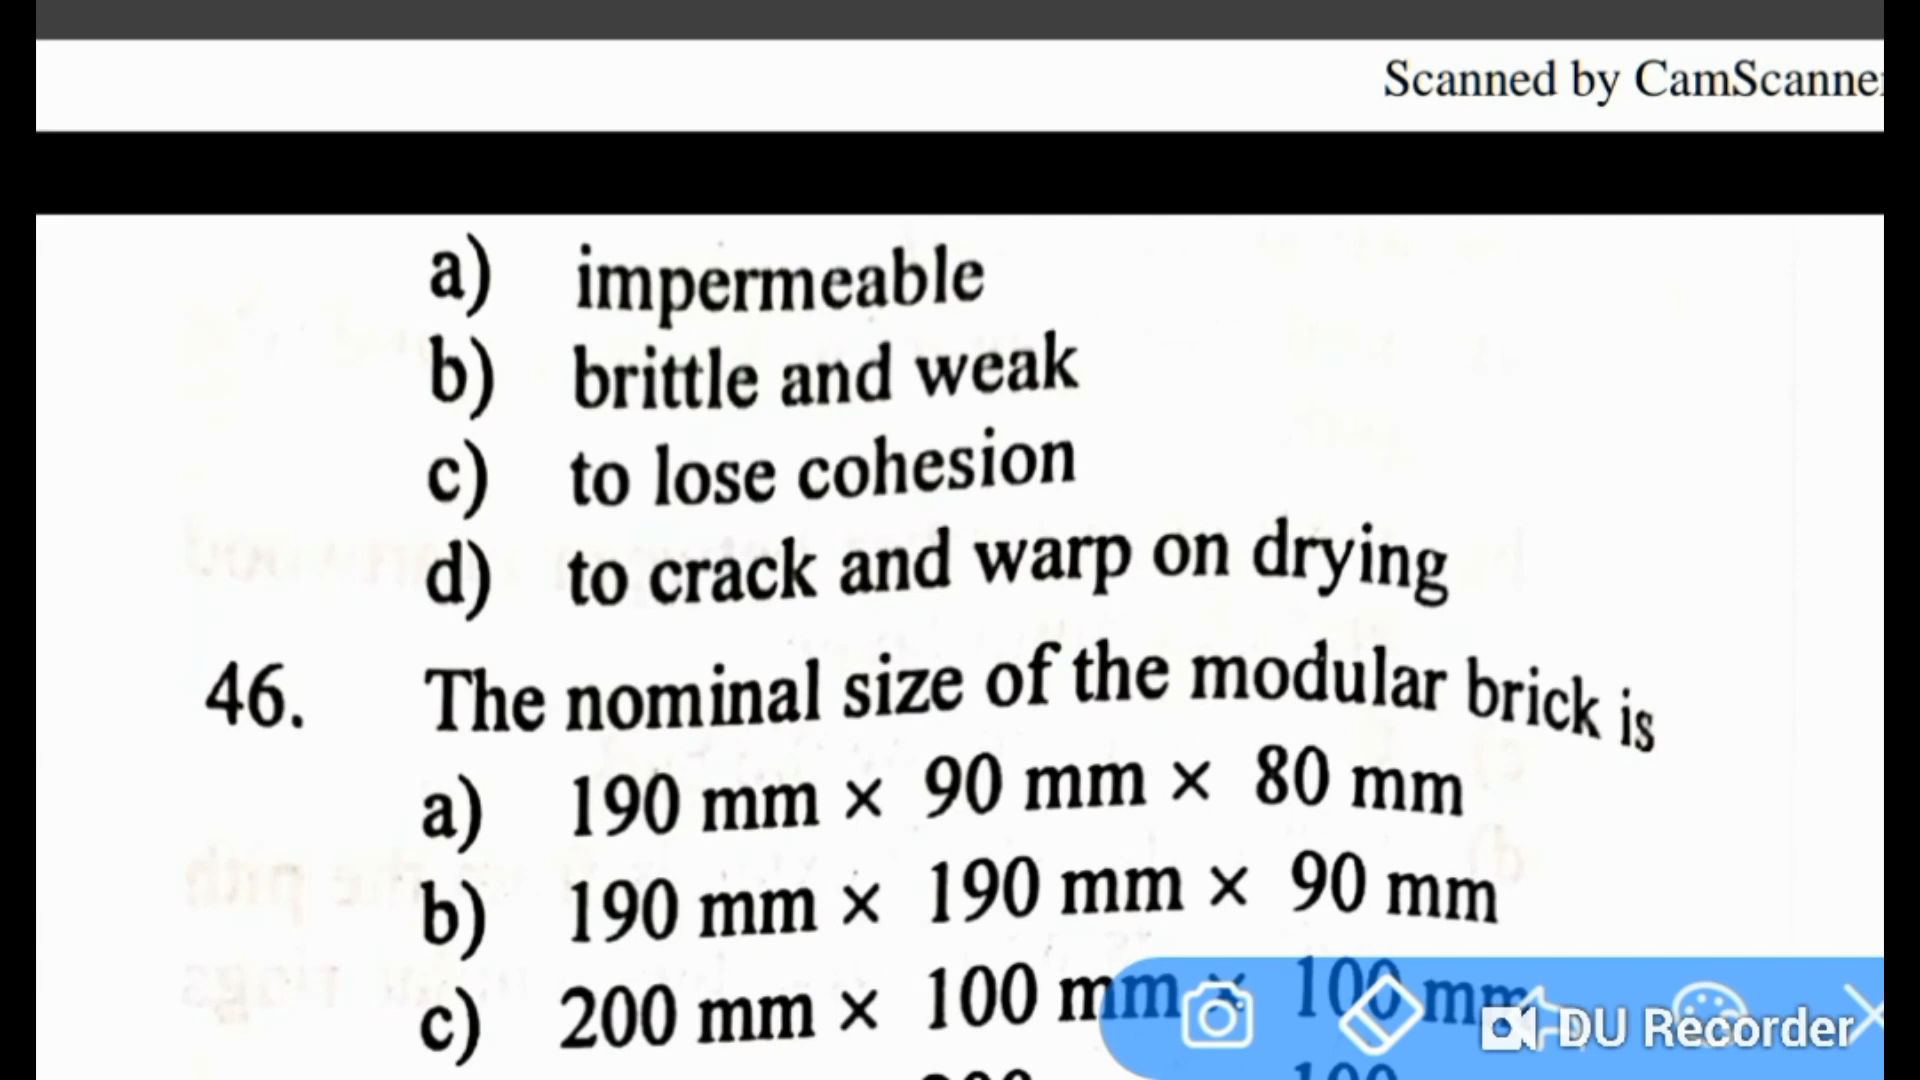 Scanned by CamScanne
a) impermeable
b) brittle and weak
c) to lose cohesion
d) to crack and warp on drying
46. The nominal size of the modular brick is
a) 190 mm × 90 mm × 80 mm
b) 190 mm × 190 mm × 90 mm
c) 200 mm × 100 mm × 100 mm
DU Recorder